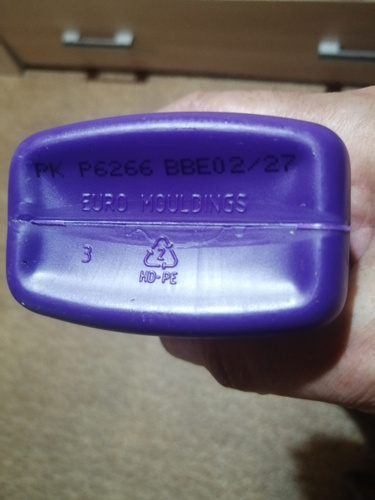 PK P6266 BBE02/27
EURO MOULDINGS
3
2
HD-PE